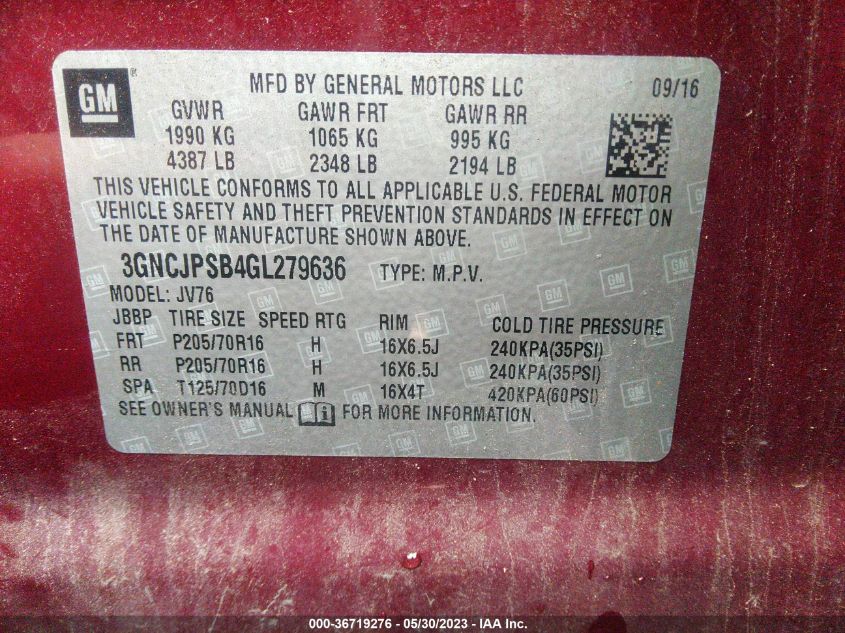 GM ®
MFD BY GENERAL MOTORS LLC 09/16
GVWR GAWR FRT GAWR RR
1990 KG 1065 KG 995 KG
4387 LB 2348 LB 2194 LB
THIS VEHICLE CONFORMS TO ALL APPLICABLE U.S. FEDERAL MOTOR
VEHICLE SAFETY AND THEFT PREVENTION STANDARDS IN EFFECT ON
THE DATE OF MANUFACTURE SHOWN ABOVE.
3GNCJPSB4GL279636 TYPE: M.P.V.
MODEL: JV76
JBBP TIRE SIZE SPEED RTG RIM COLD TIRE PRESSURE
FRT P205/70R16 H 16X6.5J 240KPA(35PSI)
RR P205/70R16 H 16X6.5J 240KPA(35PSI)
SPA T125/70D16 M 16X4T 420KPA(60PSI)
SEE OWNER'S MANUAL FOR MORE INFORMATION.
000-36719276 — 05/30/2023 — IAA Inc.